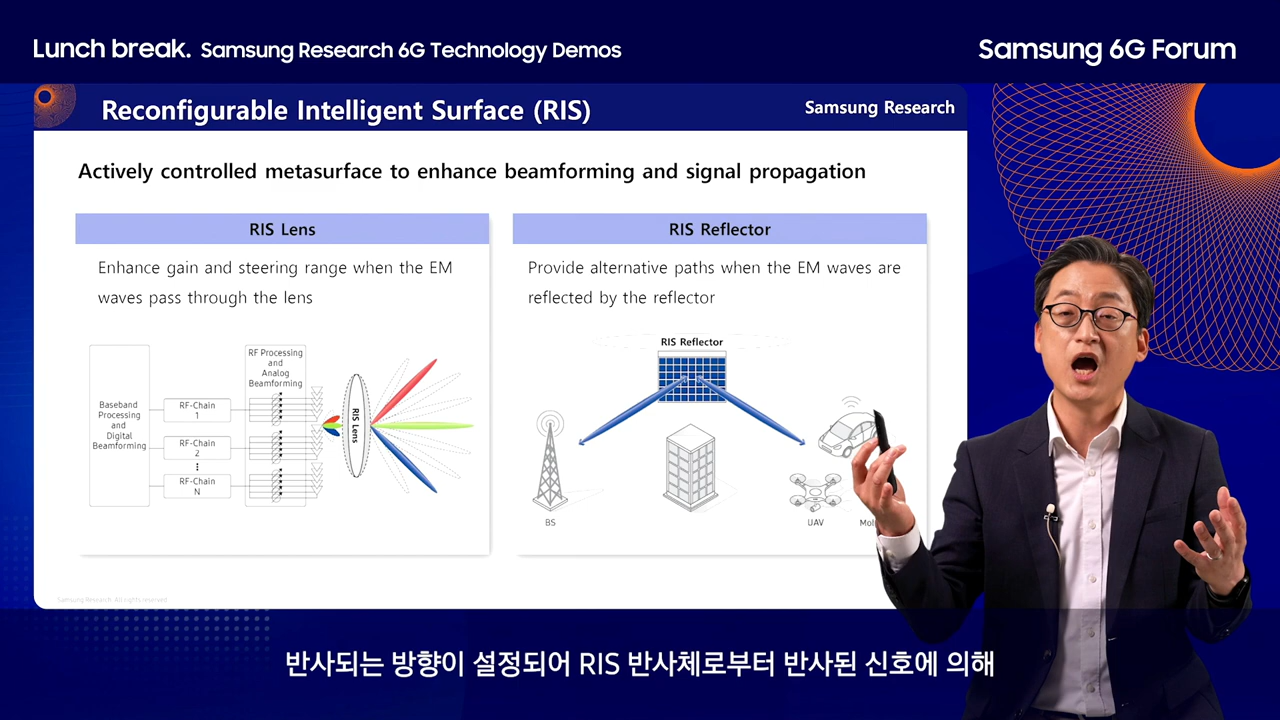 Lunch break. Samsung Research 6G Technology Demos
Samsung 6G Forum
Reconfigurable Intelligent Surface (RIS)
Samsung Research
Actively controlled metasurface to enhance beamforming and signal propagation
RIS Lens
Enhance gain and steering range when the EM
waves pass through the lens
Baseband
Processing
and
Digital
Beamforming
RF-Chain
1
RF-Chain
2
RF-Chain
N
RF Processing
and
Analog
Beamforming
RIS Lens
RIS Reflector
Provide alternative paths when the EM waves are
reflected by the reflector
RIS Reflector
BS
UAV
Samsung Research. All rights reserved.
반사되는 방향이 설정되어 RIS 반사체로부터 반사된 신호에 의해